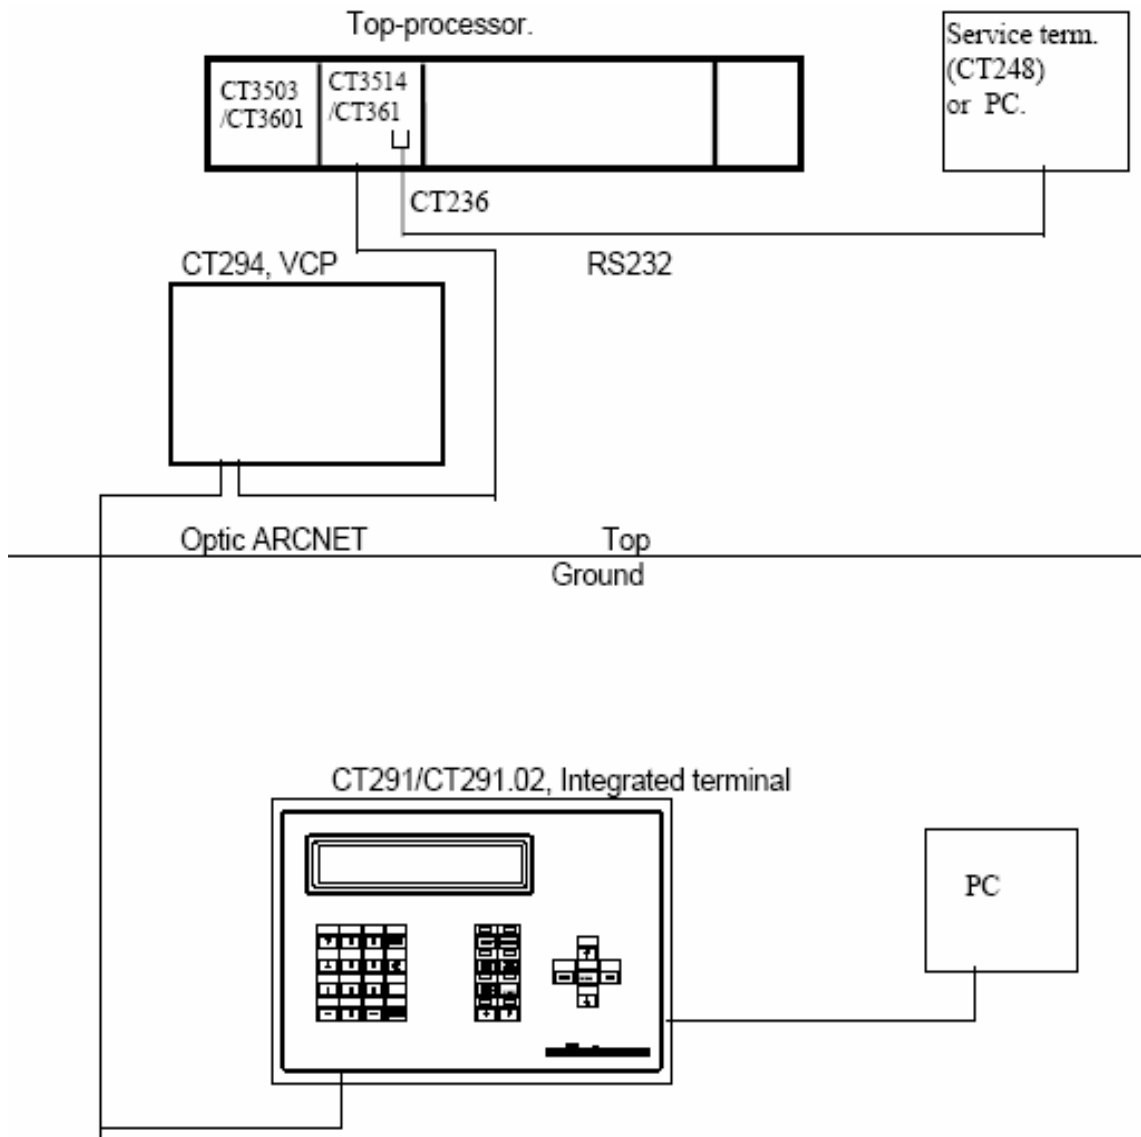 Top-processor.
Service term.
(CT248)
or PC.
CT3503
/CT3601
CT3514
/CT361
CT236
CT294, VCP
RS232
Optic ARCNET
Top
Ground
CT291/CT291.02, Integrated terminal
PC